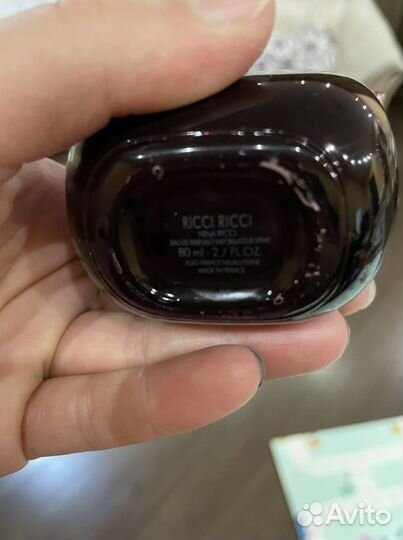 RICCI RICCI
NINA RICCI
EAU DE PARFUM / VAPORISATEUR SPRAY
80 ml - 2.7 FL.OZ.
MADE IN FRANCE
Avito